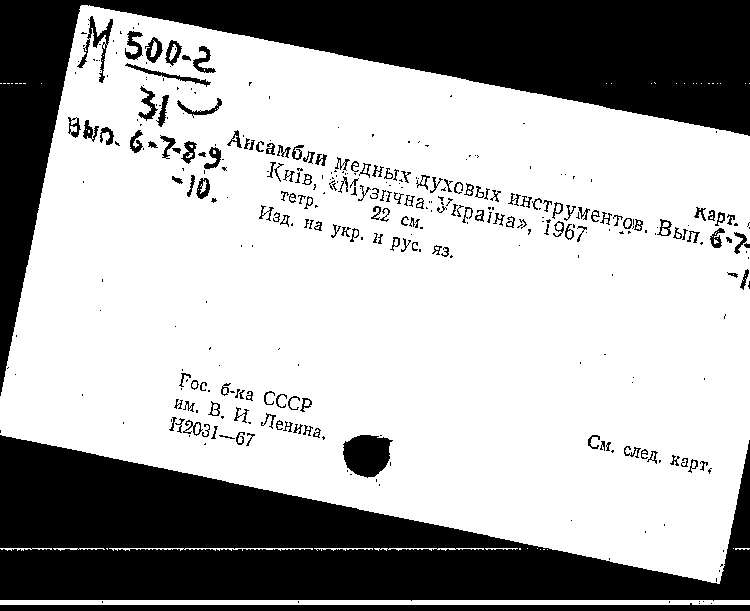 М 500-2
31
Вып. 6-7-8-9.
-10.
Карт.
Ансамбли медных духовых инструментов. Вып. 6-7-
Київ, «Музична Україна», 1967
тетр. 22 см.
Изд. на укр. и рус. яз.
Гос. б-ка СССР
им. В. И. Ленина.
Н2031—67
См. след. карт.